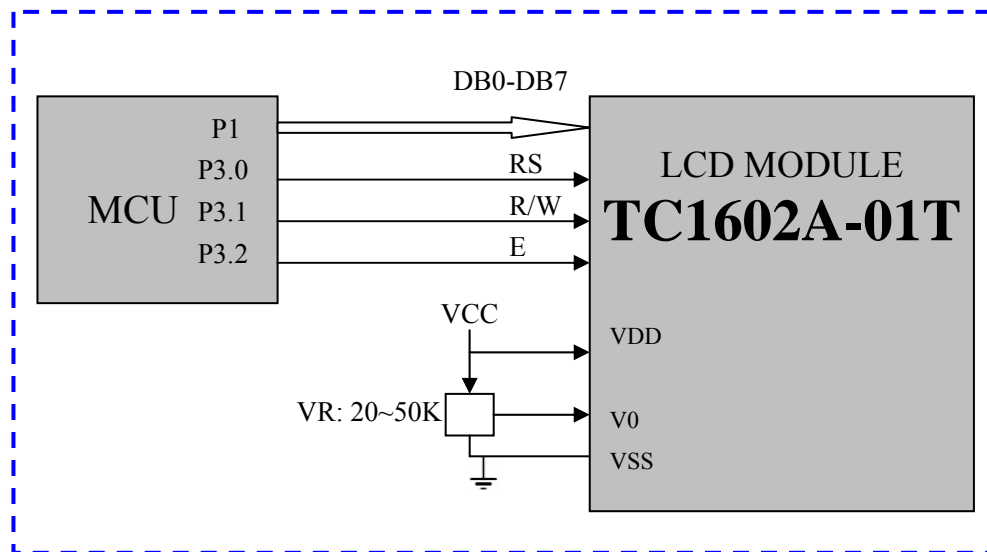 DB0-DB7
P1
P3.0
MCU
P3.1
P3.2
RS
R/W
E
LCD MODULE
TC1602A-01T
VCC
VDD
VR: 20~50K
V0
VSS